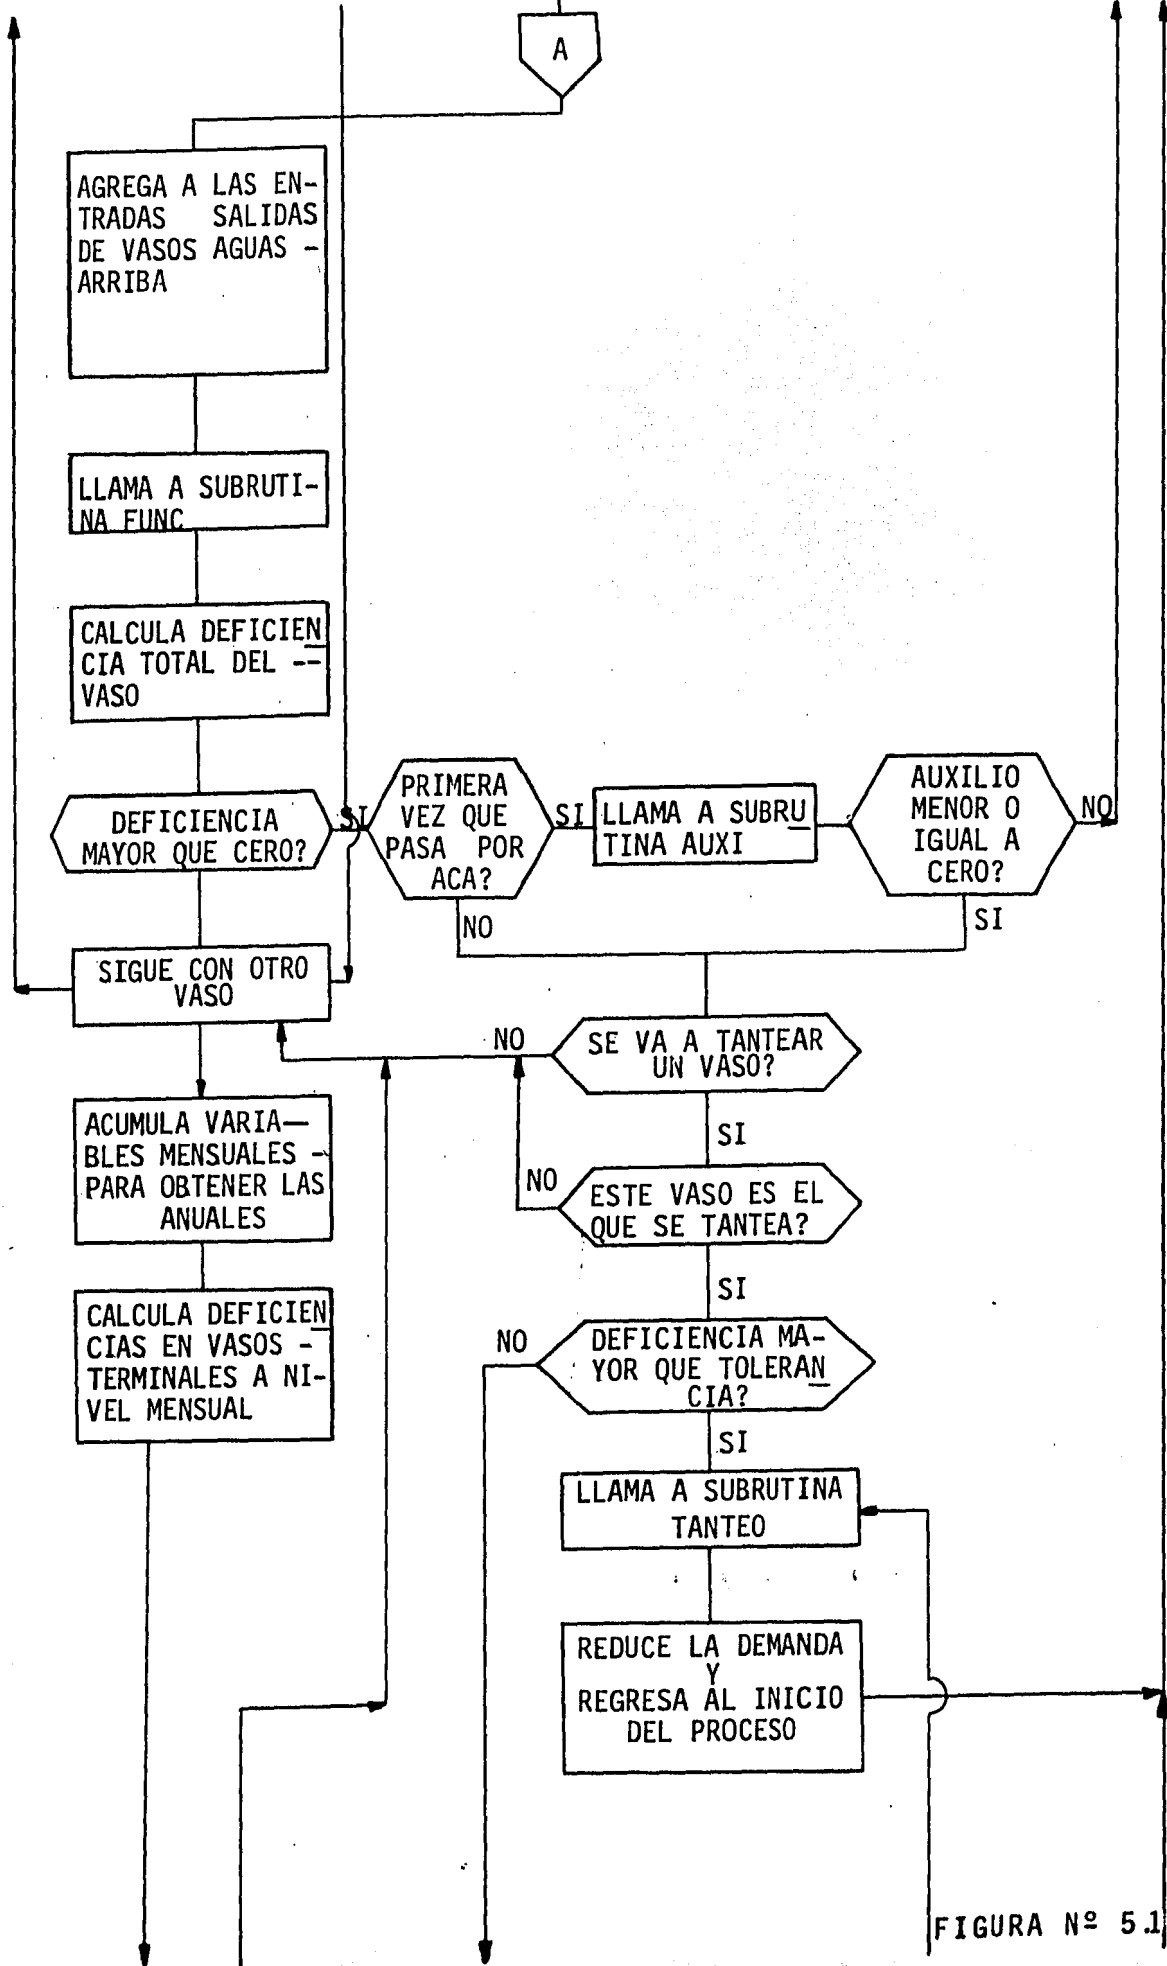 A
AGREGA A LAS EN-
TRADAS SALIDAS
DE VASOS AGUAS -
ARRIBA
LLAMA A SUBRUTI-
NA FUNC
CALCULA DEFICIEN
CIA TOTAL DEL --
VASO
DEFICIENCIA
MAYOR QUE CERO?
SI
PRIMERA
VEZ QUE
PASA POR
ACA?
SI
LLAMA A SUBRU
TINA AUXI
AUXILIO
MENOR O
IGUAL A
CERO?
NO
NO
SI
SIGUE CON OTRO
VASO
NO
SE VA A TANTEAR
UN VASO?
SI
ACUMULA VARIA—
BLES MENSUALES -
PARA OBTENER LAS
ANUALES
NO
ESTE VASO ES EL
QUE SE TANTEA?
SI
CALCULA DEFICIEN
CIAS EN VASOS -
TERMINALES A NI-
VEL MENSUAL
NO
DEFICIENCIA MA-
YOR QUE TOLERAN
CIA?
SI
LLAMA A SUBRUTINA
TANTEO
REDUCE LA DEMANDA
Y
REGRESA AL INICIO
DEL PROCESO
FIGURA Nº 5.1